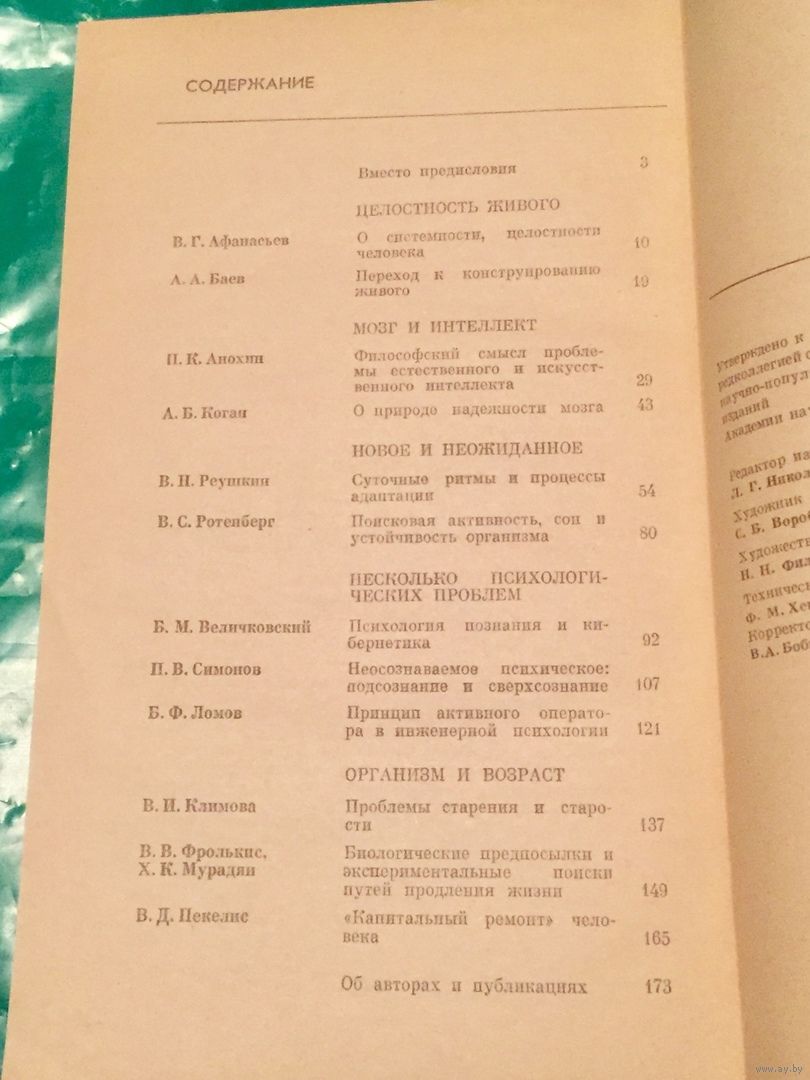 СОДЕРЖАНИЕ
Вместо предисловия 3
ЦЕЛОСТНОСТЬ ЖИВОГО
В. Г. Афанасьев О системности, целостности
человека 10
А. А. Баев Переход к конструированию
живого 19
МОЗГ И ИНТЕЛЛЕКТ
П. К. Анохин Философский смысл пробле-
мы естественного и искусст-
венного интеллекта 29
А. Б. Коган О природе надежности мозга 43
НОВОЕ И НЕОЖИДАННОЕ
В. Н. Реушкин Суточные ритмы и процессы
адаптации 54
В. С. Ротенберг Поисковая активность, сон и
устойчивость организма 80
НЕСКОЛЬКО ПСИХОЛОГИ-
ЧЕСКИХ ПРОБЛЕМ
Б. М. Величковский Психология познания и ки-
бернетика 92
П. В. Симонов Неосознаваемое психическое:
подсознание и сверхсознание 107
Б. Ф. Ломов Принцип активного операто-
ра в инженерной психологии 121
ОРГАНИЗМ И ВОЗРАСТ
В. И. Климова Проблемы старения и старо-
сти 137
В. В. Фролькис, Биологические предпосылки и
Х. К. Мурадян экспериментальные поиски
путей продления жизни 149
В. Д. Пекелис «Капитальный ремонт» чело-
века 165
Об авторах и публикациях 173
Утверждено к
редколлегией с
научно-попул
изданий
Академии на
Редактор из
Л. Г. Никол
Художник
С. Б. Вороб
Художеств
Н. Н. Фил
Техничес
Ф. М. Хе
Корректо
В.А. Боб
www.ay.by